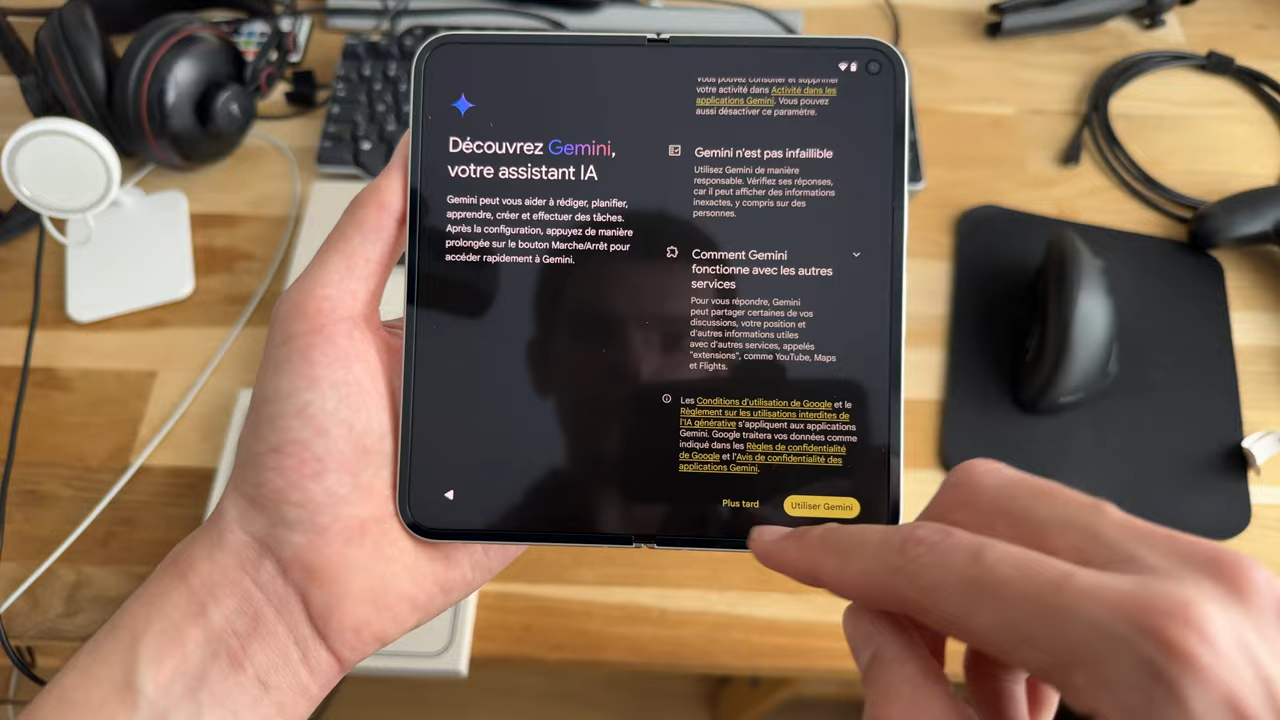 Découvrez Gemini,
votre assistant IA
Gemini peut vous aider à rédiger, planifier,
apprendre, créer et effectuer des tâches.
Après la configuration, appuyez de manière
prolongée sur le bouton Marche/Arrêt pour
accéder rapidement à Gemini.
Vous pouvez consulter et supprimer
votre activité dans Activité dans les
applications Gemini. Vous pouvez
aussi désactiver ce paramètre.
Gemini n'est pas infaillible
Utilisez Gemini de manière
responsable. Vérifiez ses réponses,
car il peut afficher des informations
inexactes, y compris sur des
personnes.
Comment Gemini
fonctionne avec les autres
services
Pour vous répondre, Gemini
peut partager certaines de vos
discussions, votre position et
d'autres informations utiles
avec d'autres services, appelés
"extensions", comme YouTube, Maps
et Flights.
Les Conditions d'utilisation de Google et le
Règlement sur les utilisations interdites de
l'IA générative s'appliquent aux applications
Gemini. Google traitera vos données comme
indiqué dans les Règles de confidentialité
de Google et l'Avis de confidentialité des
applications Gemini.
Plus tard
Utiliser Gemini